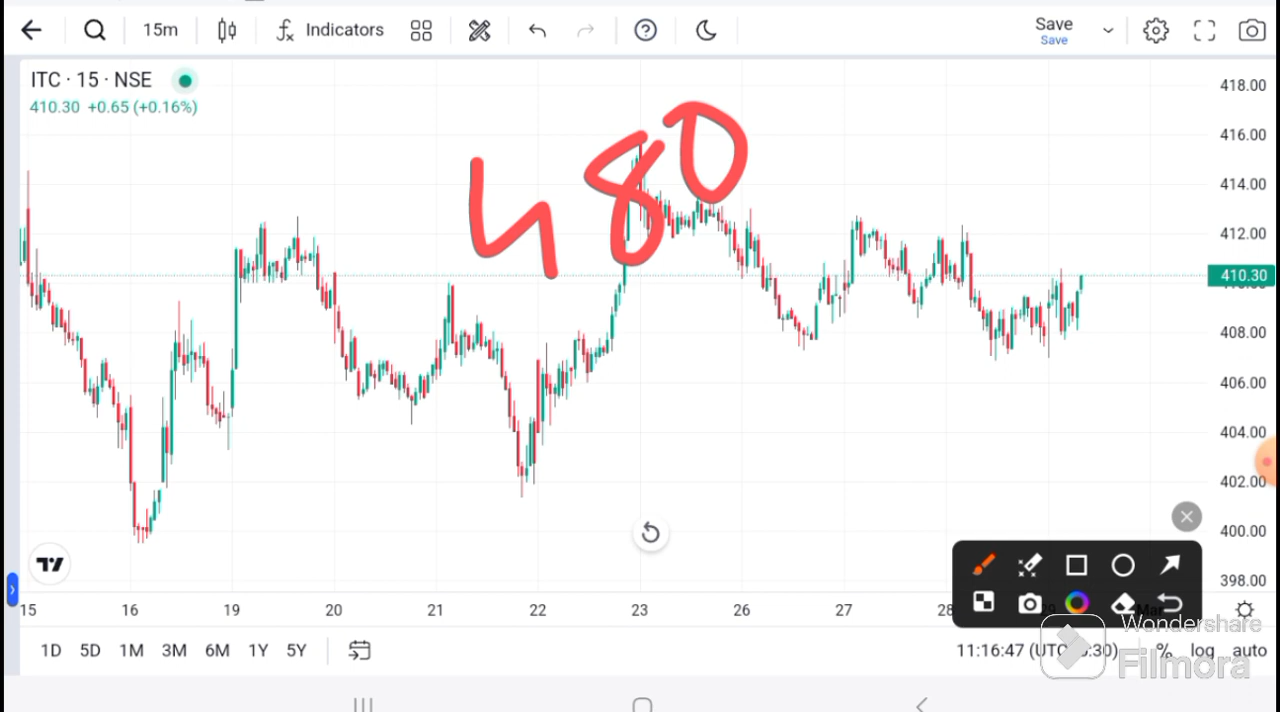 15m Indicators Save
Save
ITC · 15 · NSE
410.30 +0.65 (+0.16%)
480
418.00
416.00
414.00
412.00
410.30
408.00
406.00
404.00
402.00
400.00
398.00
15 16 19 20 21 22 23 26 27 28
1D 5D 1M 3M 6M 1Y 5Y
% log auto
Wondershare
Filmora